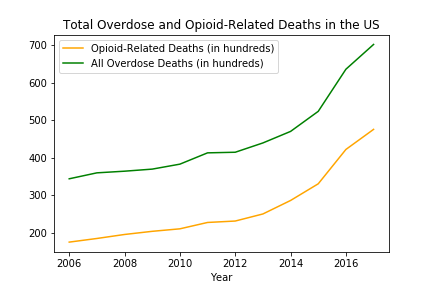 Total Overdose and Opioid-Related Deaths in the US
Opioid-Related Deaths (in hundreds)
All Overdose Deaths (in hundreds)
700
600
500
400
300
200
2006 2008 2010 2012 2014 2016
Year